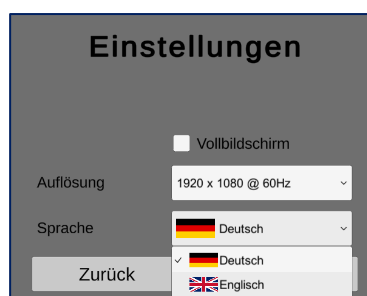 Einstellungen
Vollbildschirm
Auflösung 1920 x 1080 @ 60Hz
Sprache Deutsch
Deutsch
Zurück
Englisch